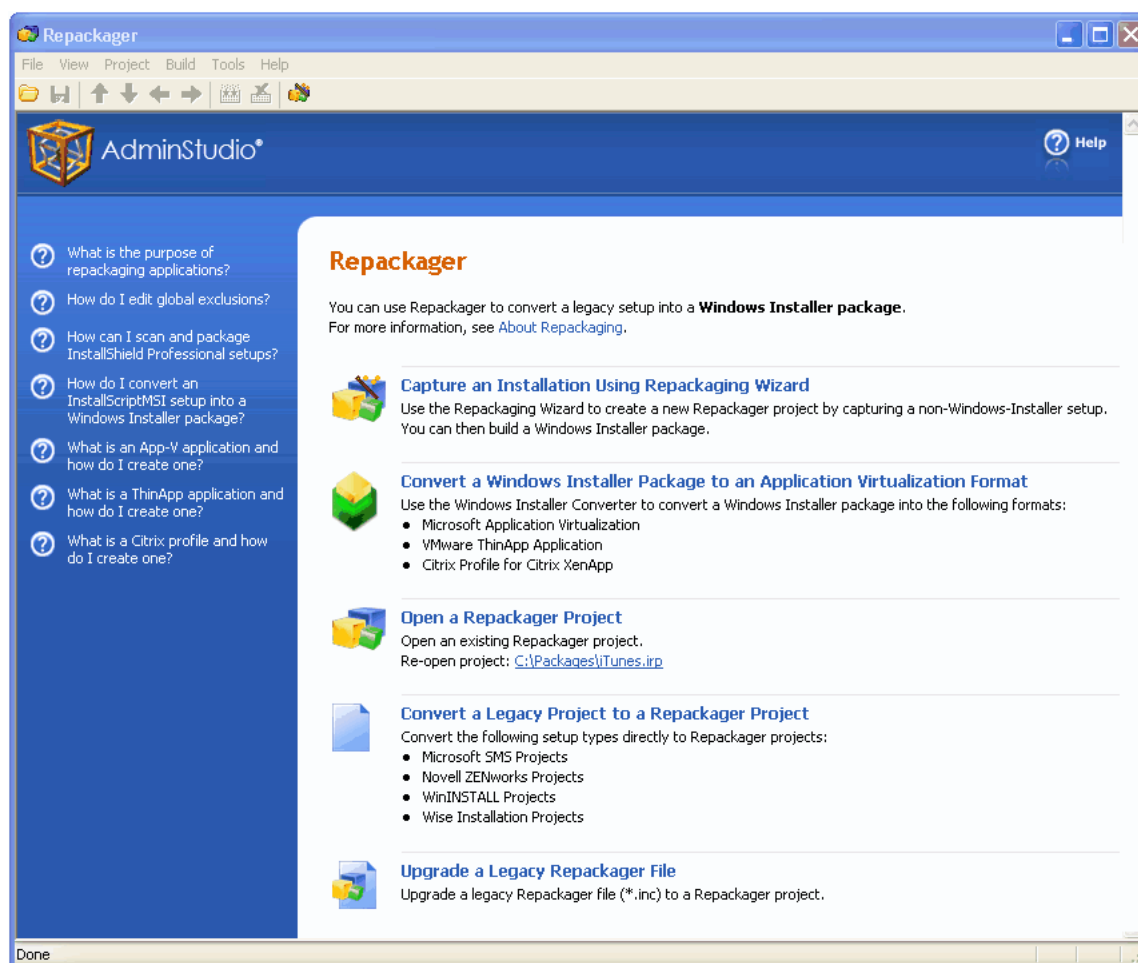 Repackager
File View Project Build Tools Help
AdminStudio®
? Help
? What is the purpose of
repackaging applications?
? How do I edit global exclusions?
? How can I scan and package
InstallShield Professional setups?
? How do I convert an
InstallScriptMSI setup into a
Windows Installer package?
? What is an App-V application and
how do I create one?
? What is a ThinApp application and
how do I create one?
? What is a Citrix profile and how
do I create one?
Repackager
You can use Repackager to convert a legacy setup into a Windows Installer package.
For more information, see About Repackaging.
Capture an Installation Using Repackaging Wizard
Use the Repackaging Wizard to create a new Repackager project by capturing a non-Windows-Installer setup.
You can then build a Windows Installer package.
Convert a Windows Installer Package to an Application Virtualization Format
Use the Windows Installer Converter to convert a Windows Installer package into the following formats:
● Microsoft Application Virtualization
● VMware ThinApp Application
● Citrix Profile for Citrix XenApp
Open a Repackager Project
Open an existing Repackager project.
Re-open project: C:\Packages\iTunes.irp
Convert a Legacy Project to a Repackager Project
Convert the following setup types directly to Repackager projects:
● Microsoft SMS Projects
● Novell ZENworks Projects
● WinINSTALL Projects
● Wise Installation Projects
Upgrade a Legacy Repackager File
Upgrade a legacy Repackager file (*.inc) to a Repackager project.
Done